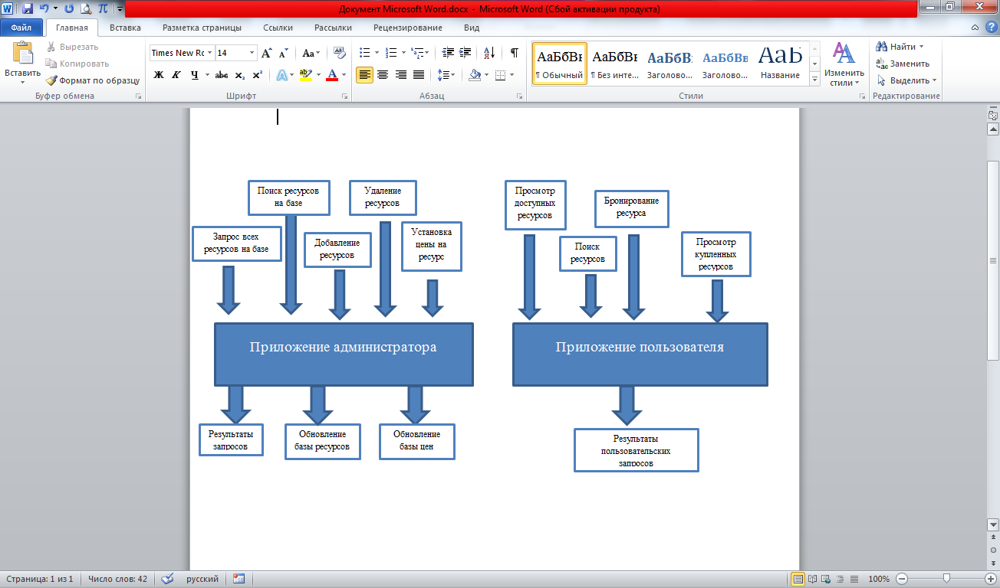 Документ Microsoft Word.docx - Microsoft Word (Сбой активации продукта)
Файл Главная Вставка Разметка страницы Ссылки Рассылки Рецензирование Вид
Вставить
Вырезать
Копировать
Формат по образцу
Буфер обмена
Times New Ro 14
Ж К Ч abc x₂ x²
Шрифт
Абзац
АаБбВвГ АаБбВвГ АаБбВ АаБбВв АаБ
¶ Обычный ¶ Без инте... Заголово... Заголово... Название
Стили
Изменить
стили
Найти
Заменить
Выделить
Редактирование
Поиск ресурсов
на базе
Удаление
ресурсов
Запрос всех
ресурсов на базе
Добавление
ресурсов
Установка
цены на
ресурс
Просмотр
доступных
ресурсов
Бронирование
ресурса
Поиск
ресурсов
Просмотр
купленных
ресурсов
Приложение администратора
Приложение пользователя
Результаты
запросов
Обновление
базы ресурсов
Обновление
базы цен
Результаты
пользовательских
запросов
Страница: 1 из 1 Число слов: 42 русский 100%